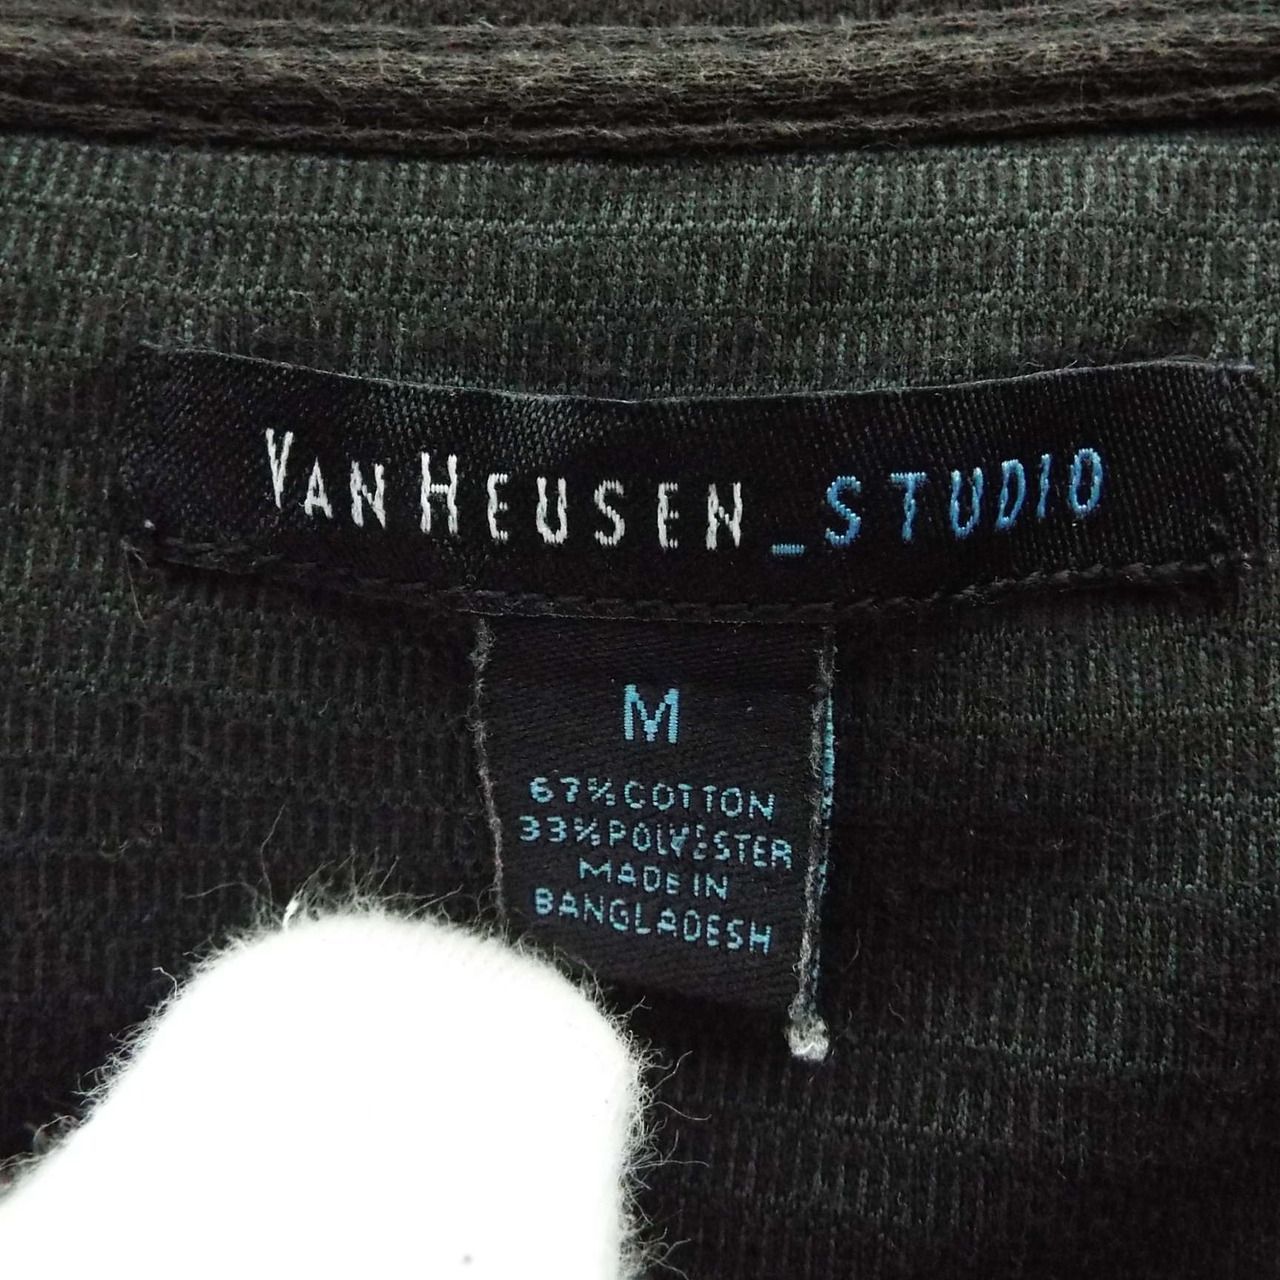 VAN HEUSEN_STUDIO
M
67% COTTON
33% POLYESTER
MADE IN
BANGLADESH